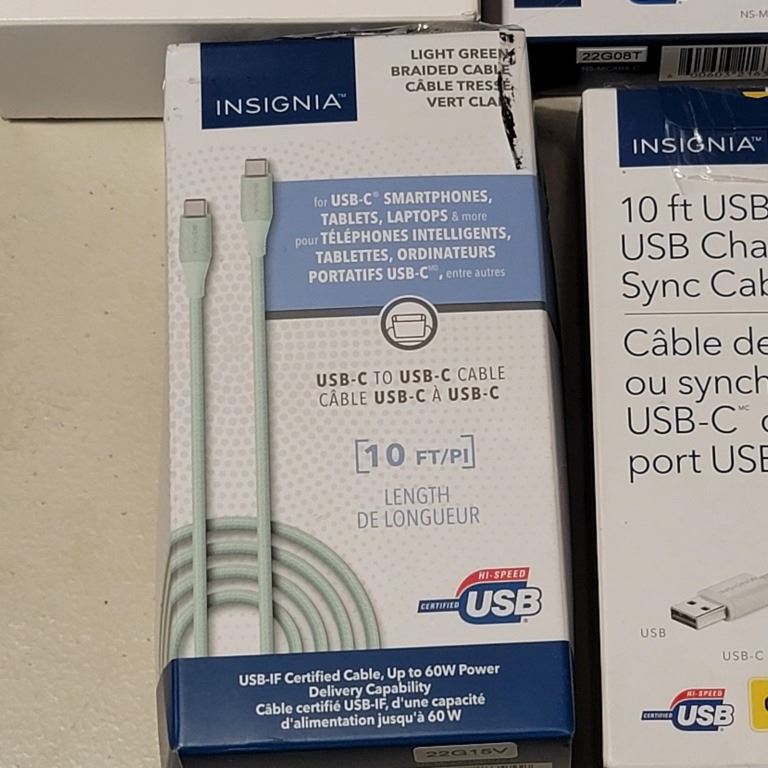 INSIGNIA™
LIGHT GREEN
BRAIDED CABLE
CÂBLE TRESSÉ
VERT CLAIR
for USB-C® SMARTPHONES,
TABLETS, LAPTOPS & more
pour TÉLÉPHONES INTELLIGENTS,
TABLETTES, ORDINATEURS
PORTATIFS USB-CMD, entre autres
USB-C TO USB-C CABLE
CÂBLE USB-C À USB-C
[10 FT/PI]
LENGTH
DE LONGUEUR
HI-SPEED
CERTIFIED USB®
USB-IF Certified Cable, Up to 60W Power
Delivery Capability
Câble certifié USB-IF, d'une capacité
d'alimentation jusqu'à 60 W
22G15V
22G08T
INSIGNIA™
10 ft USB
USB Cha
Sync Cab
Câble de
ou synch
USB-CMC
port USB
INSIGNIA
USB
USB-C
HI-SPEED
CERTIFIED USB